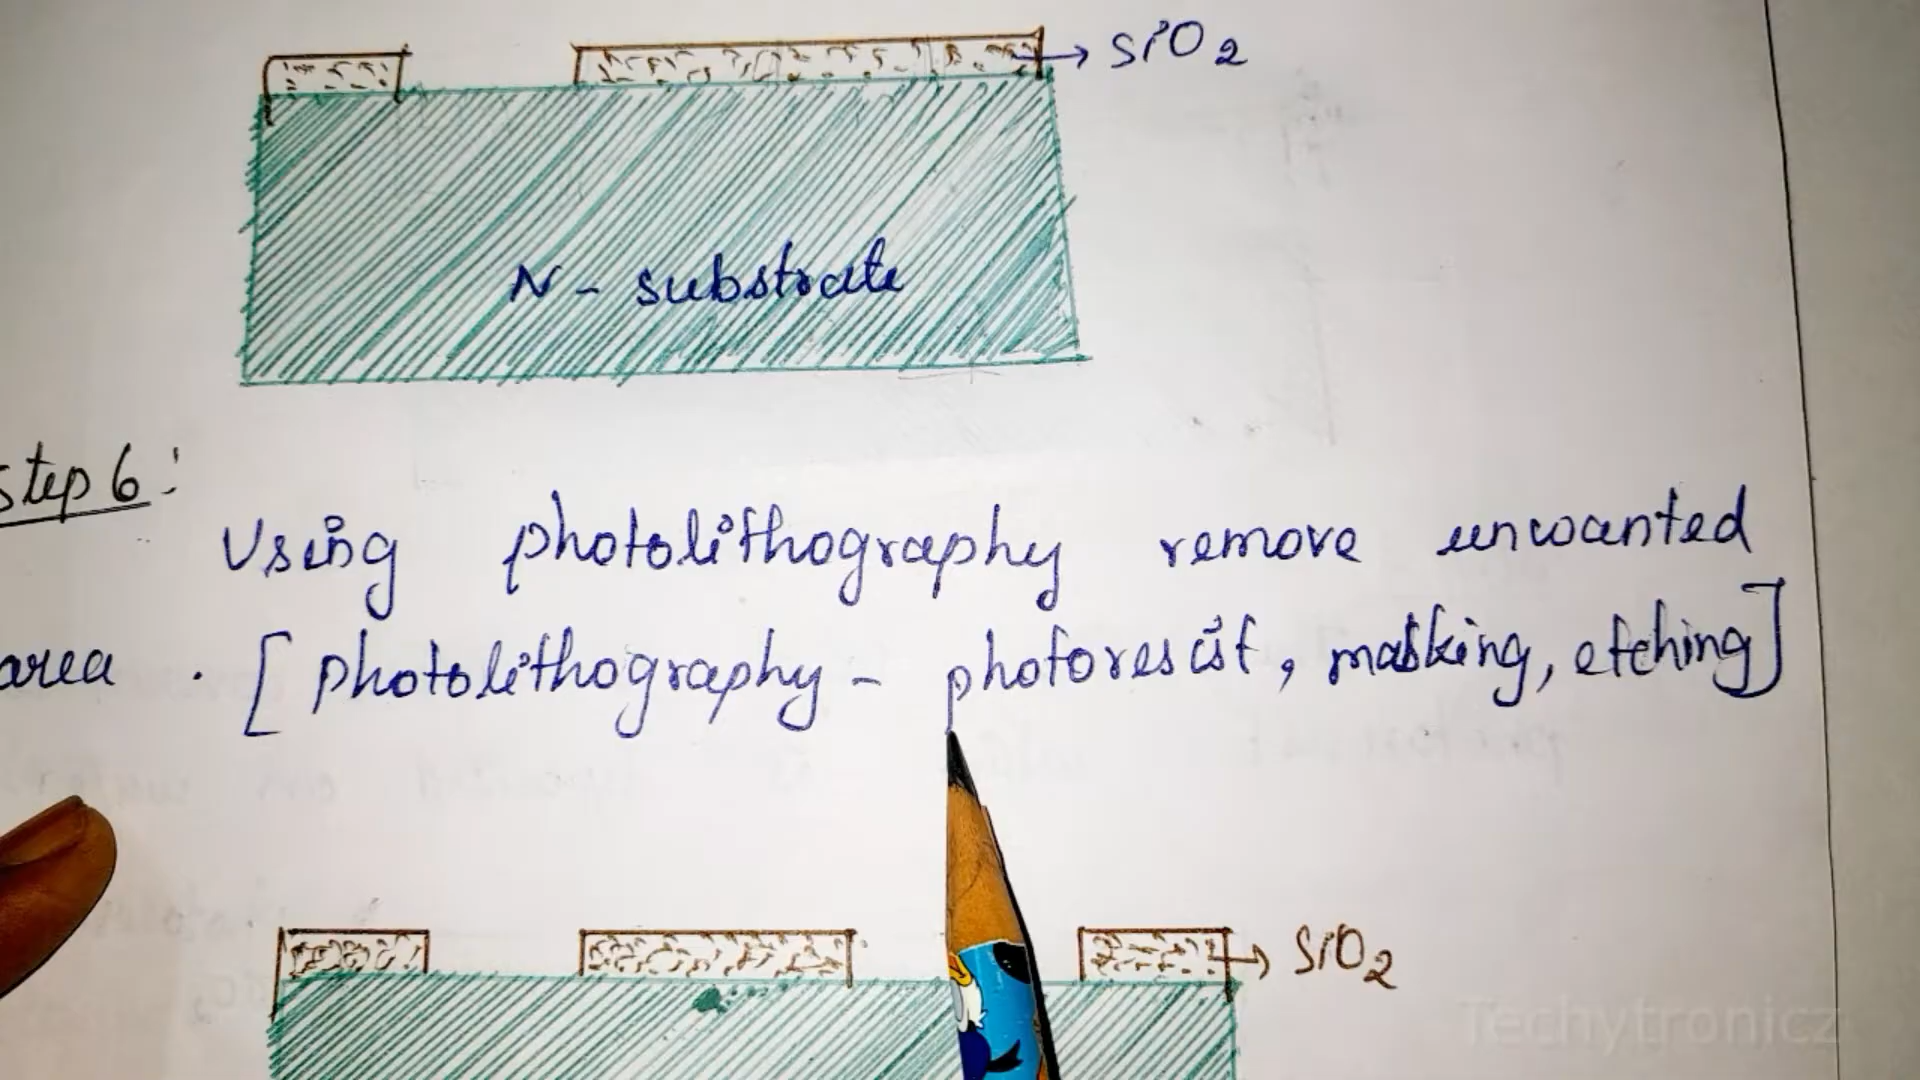 SiO2
N - substrate
Step 6:
Using photolithography remove unwanted
area. [photolithography - photoresist, masking, etching]
SiO2
Techytronicz